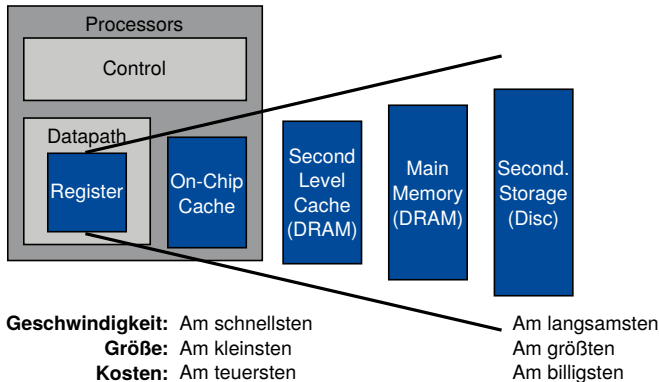 Processors
Control
Datapath
Register
On-Chip
Cache
Second
Level
Cache
(DRAM)
Main
Memory
(DRAM)
Second.
Storage
(Disc)
Geschwindigkeit: Am schnellsten Am langsamsten
Größe: Am kleinsten Am größten
Kosten: Am teuersten Am billigsten